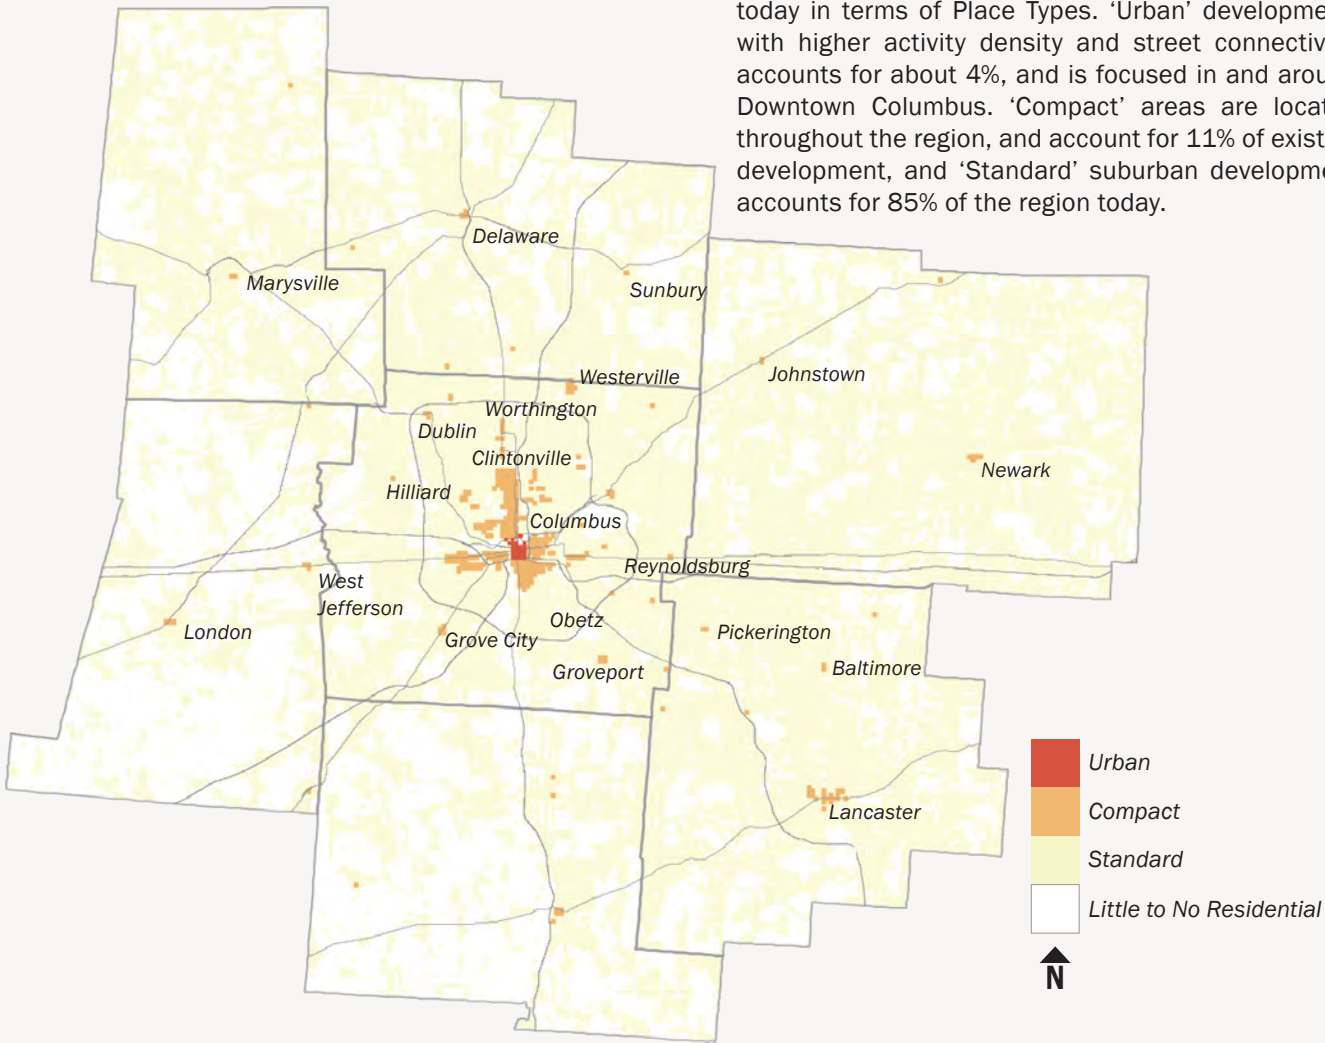 today in terms of Place Types. ‘Urban’ developme
with higher activity density and street connectiv
accounts for about 4%, and is focused in and arou
Downtown Columbus. ‘Compact’ areas are locat
throughout the region, and account for 11% of exist
development, and ‘Standard’ suburban developme
accounts for 85% of the region today.
Delaware
Marysville
Sunbury
Johnstown
Westerville
Worthington
Dublin
Clintonville
Newark
Hilliard
Columbus
Reynoldsburg
West
Jefferson
London
Obetz
Grove City
Pickerington
Groveport
Baltimore
Lancaster
Urban
Compact
Standard
Little to No Residential
N